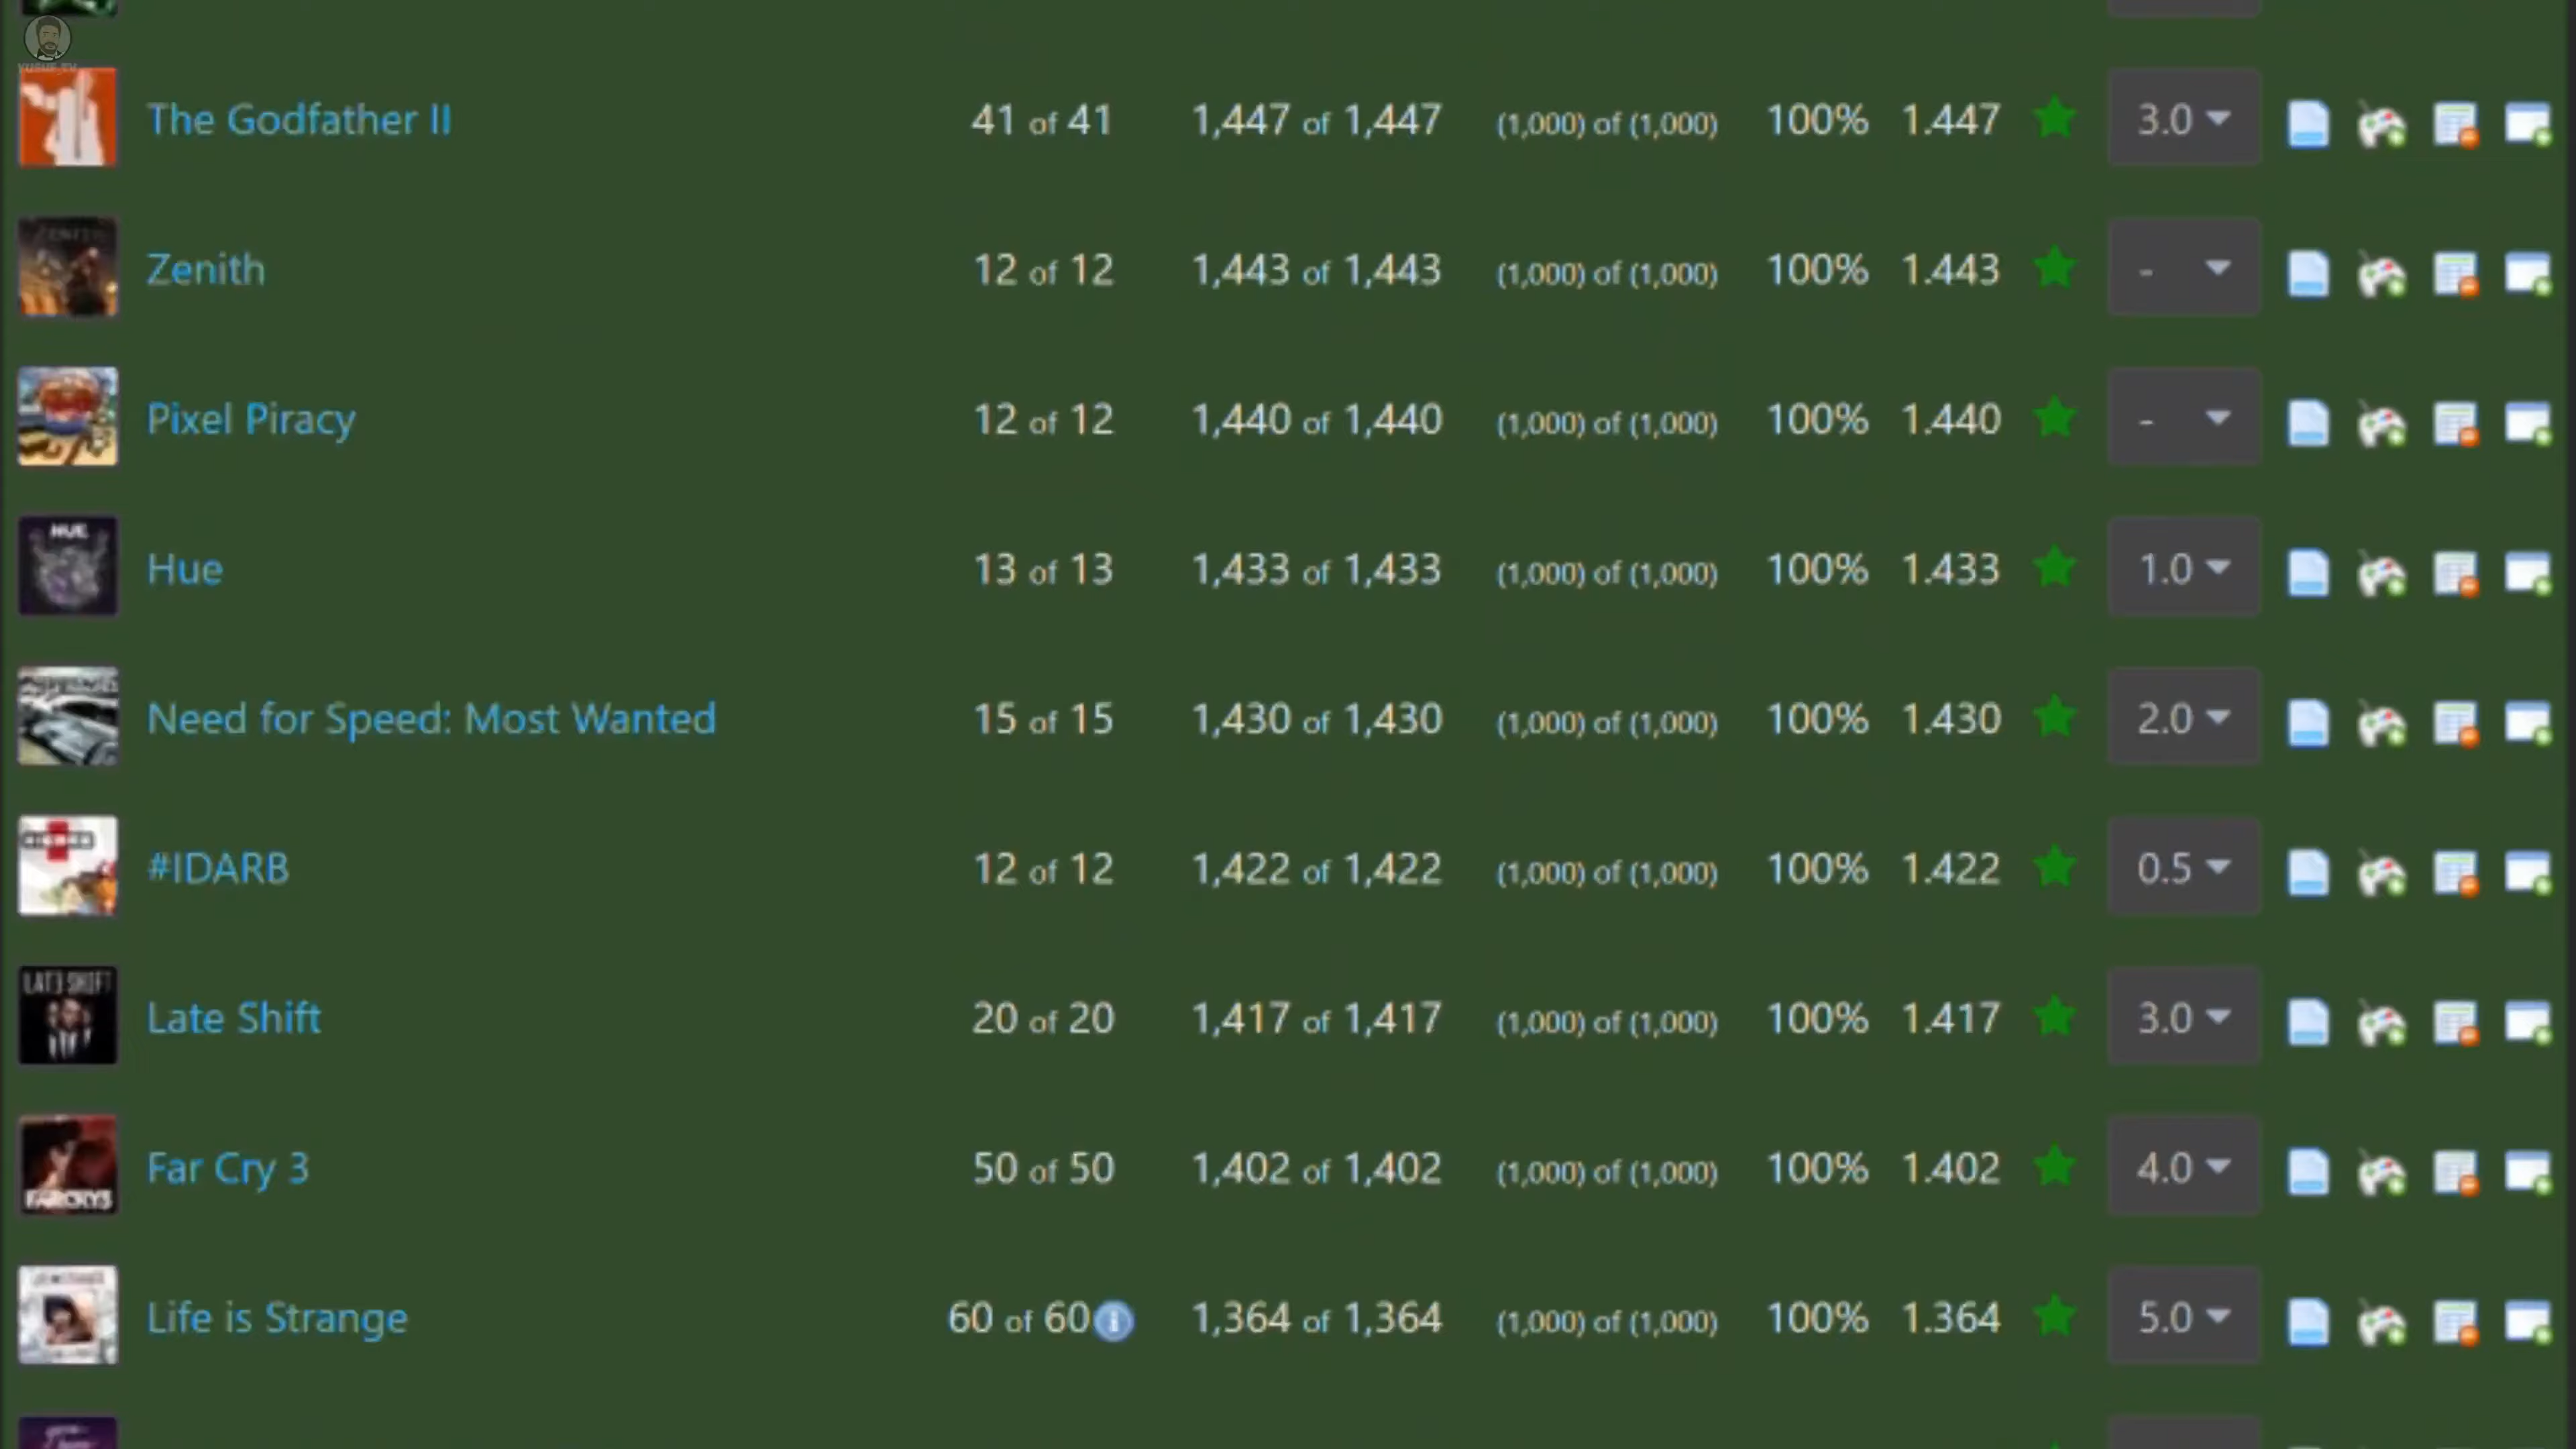 YUSUF TV
The Godfather II 41 of 41 1,447 of 1,447 (1,000) of (1,000) 100% 1.447 3.0
Zenith 12 of 12 1,443 of 1,443 (1,000) of (1,000) 100% 1.443 -
Pixel Piracy 12 of 12 1,440 of 1,440 (1,000) of (1,000) 100% 1.440 -
HUE
Hue 13 of 13 1,433 of 1,433 (1,000) of (1,000) 100% 1.433 1.0
Need for Speed: Most Wanted 15 of 15 1,430 of 1,430 (1,000) of (1,000) 100% 1.430 2.0
#IDARB 12 of 12 1,422 of 1,422 (1,000) of (1,000) 100% 1.422 0.5
LATE SHIFT
Late Shift 20 of 20 1,417 of 1,417 (1,000) of (1,000) 100% 1.417 3.0
Far Cry 3 50 of 50 1,402 of 1,402 (1,000) of (1,000) 100% 1.402 4.0
FARCRY3
Life is Strange 60 of 60 1,364 of 1,364 (1,000) of (1,000) 100% 1.364 5.0